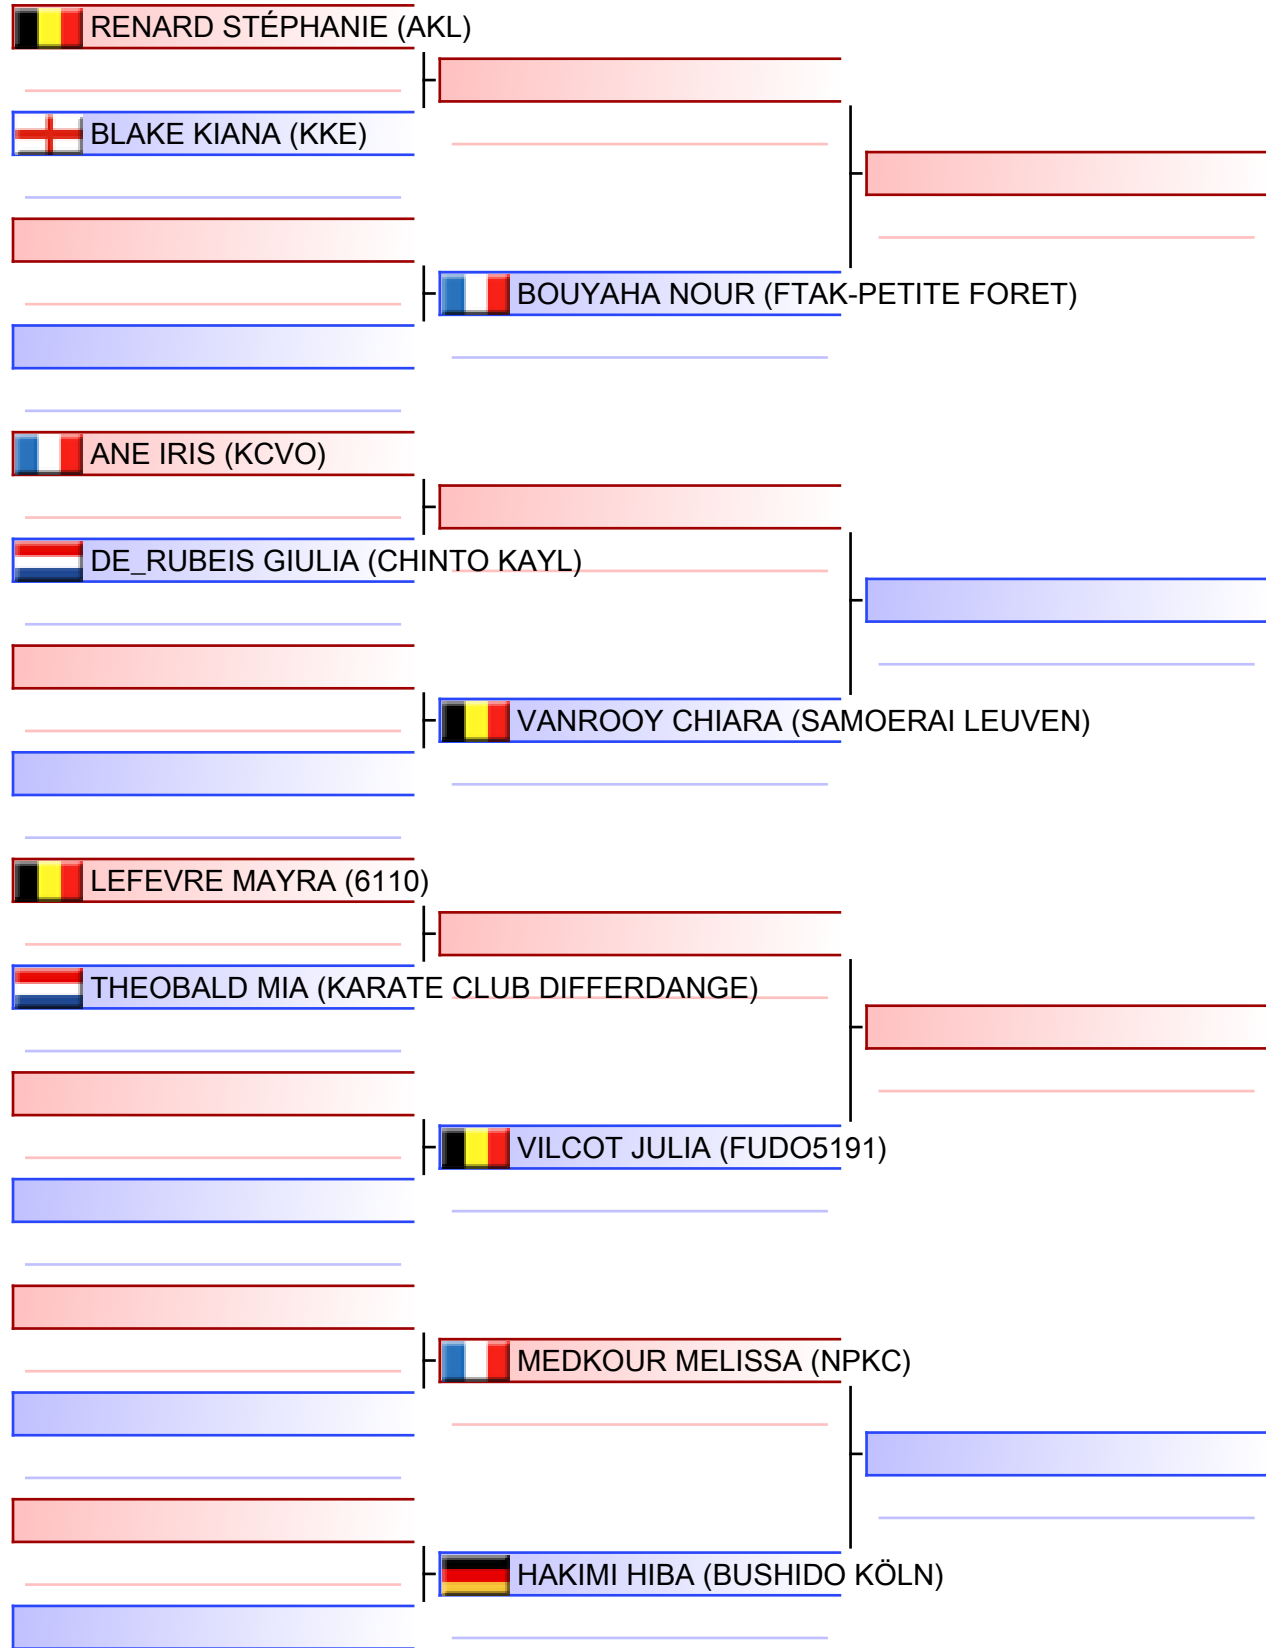 RENARD STÉPHANIE (AKL)
BLAKE KIANA (KKE)
BOUYAHA NOUR (FTAK-PETITE FORET)
ANE IRIS (KCVO)
DE_RUBEIS GIULIA (CHINTO KAYL)
VANROOY CHIARA (SAMOERAI LEUVEN)
LEFEVRE MAYRA (6110)
THEOBALD MIA (KARATE CLUB DIFFERDANGE)
VILCOT JULIA (FUDO5191)
MEDKOUR MELISSA (NPKC)
HAKIMI HIBA (BUSHIDO KÖLN)